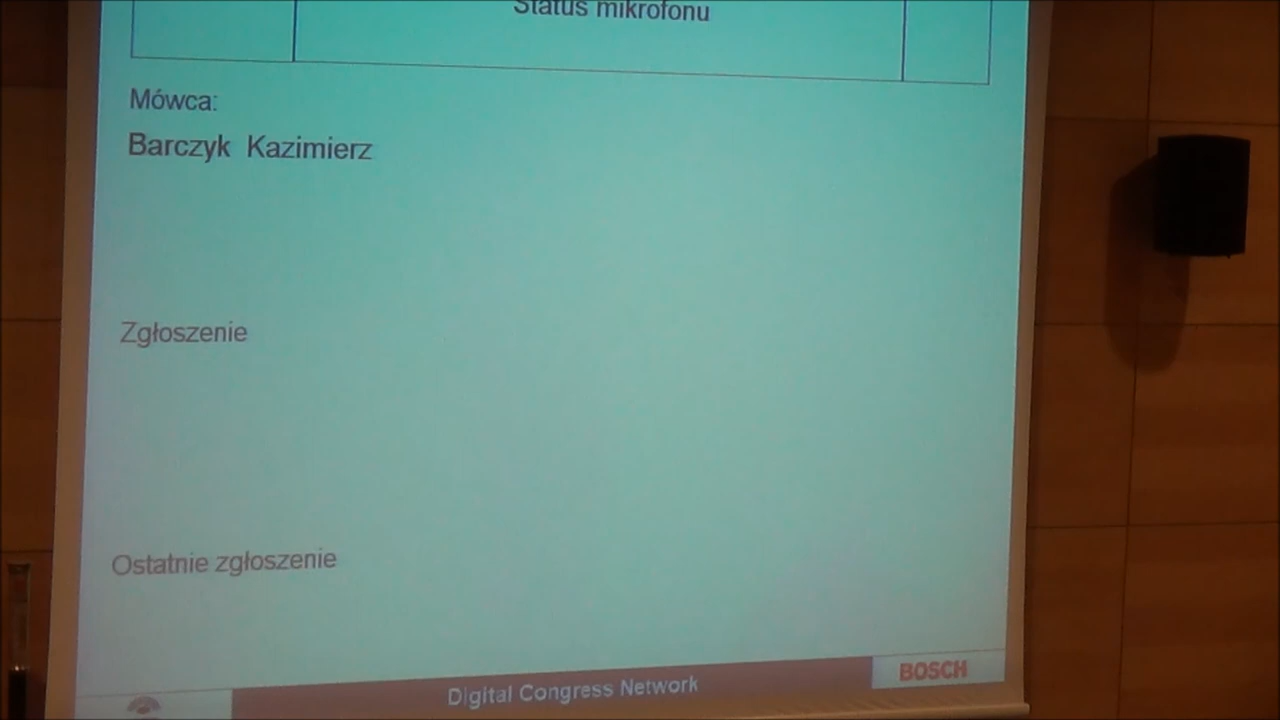 Status mikrofonu
Mówca:
Barczyk Kazimierz
Zgłoszenie
Ostatnie zgłoszenie
Digital Congress Network
BOSCH